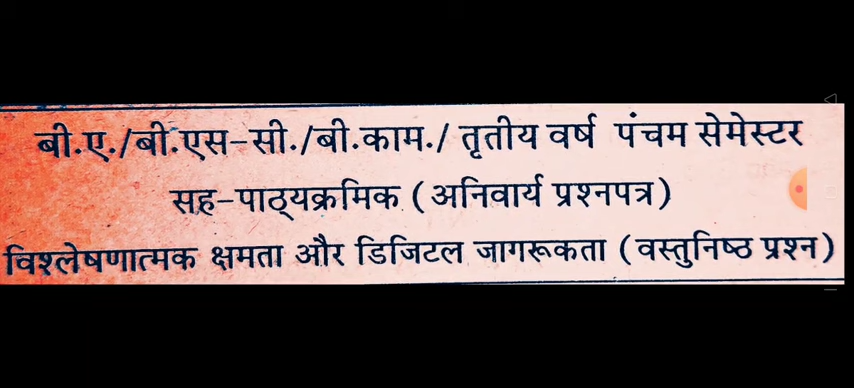 बी.ए./बी.एस-सी./बी.काम./ तृतीय वर्ष पंचम सेमेस्टर
सह-पाठ्यक्रमिक (अनिवार्य प्रश्नपत्र)
विश्लेषणात्मक क्षमता और डिजिटल जागरूकता (वस्तुनिष्ठ प्रश्न)